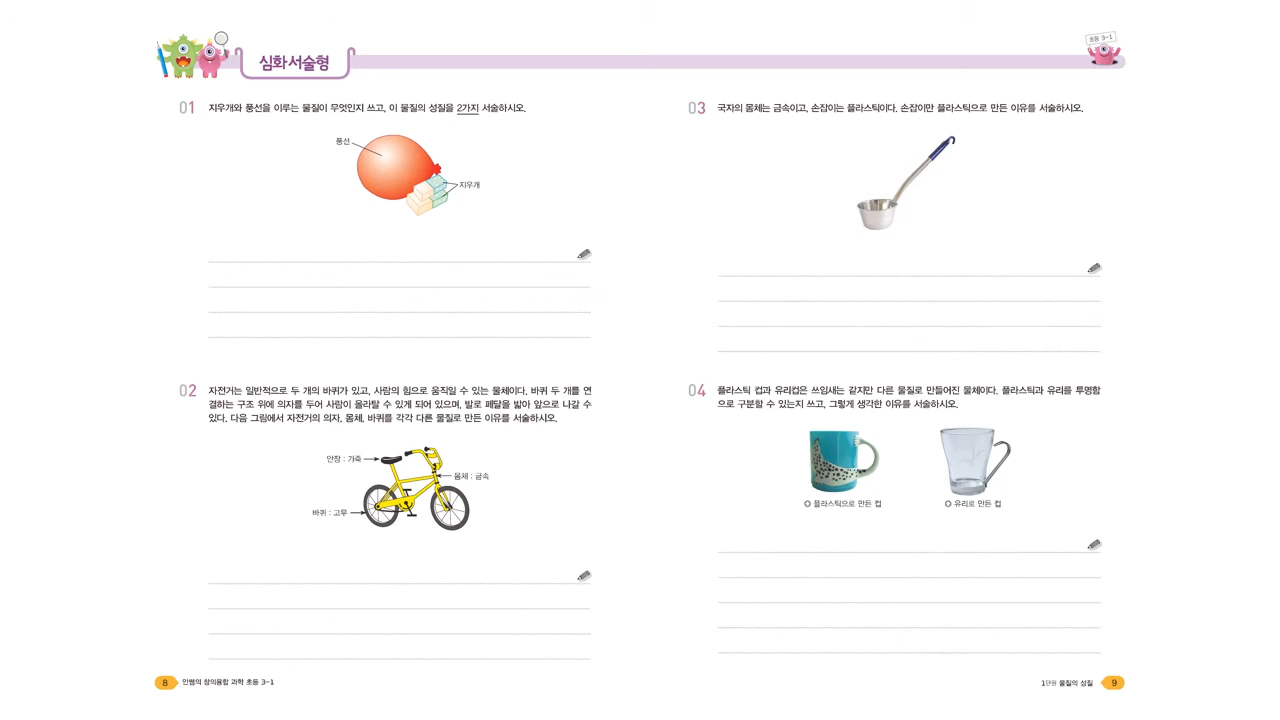 심화 서술형
초등 3-1
01 지우개와 풍선을 이루는 물질이 무엇인지 쓰고, 이 물질의 성질을 2가지 서술하시오.
풍선
지우개
02 자전거는 일반적으로 두 개의 바퀴가 있고, 사람의 힘으로 움직일 수 있는 물체이다. 바퀴 두 개를 연
결하는 구조 위에 의자를 두어 사람이 올라탈 수 있게 되어 있으며, 발로 페달을 밟아 앞으로 나갈 수
있다. 다음 그림에서 자전거의 의자, 몸체, 바퀴를 각각 다른 물질로 만든 이유를 서술하시오.
안장 : 가죽
몸체 : 금속
바퀴 : 고무
8 안쌤의 창의융합 과학 초등 3-1
03 국자의 몸체는 금속이고, 손잡이는 플라스틱이다. 손잡이만 플라스틱으로 만든 이유를 서술하시오.
04 플라스틱 컵과 유리컵은 쓰임새는 같지만 다른 물질로 만들어진 물체이다. 플라스틱과 유리를 투명함
으로 구분할 수 있는지 쓰고, 그렇게 생각한 이유를 서술하시오.
플라스틱으로 만든 컵
유리로 만든 컵
1단원 물질의 성질 9